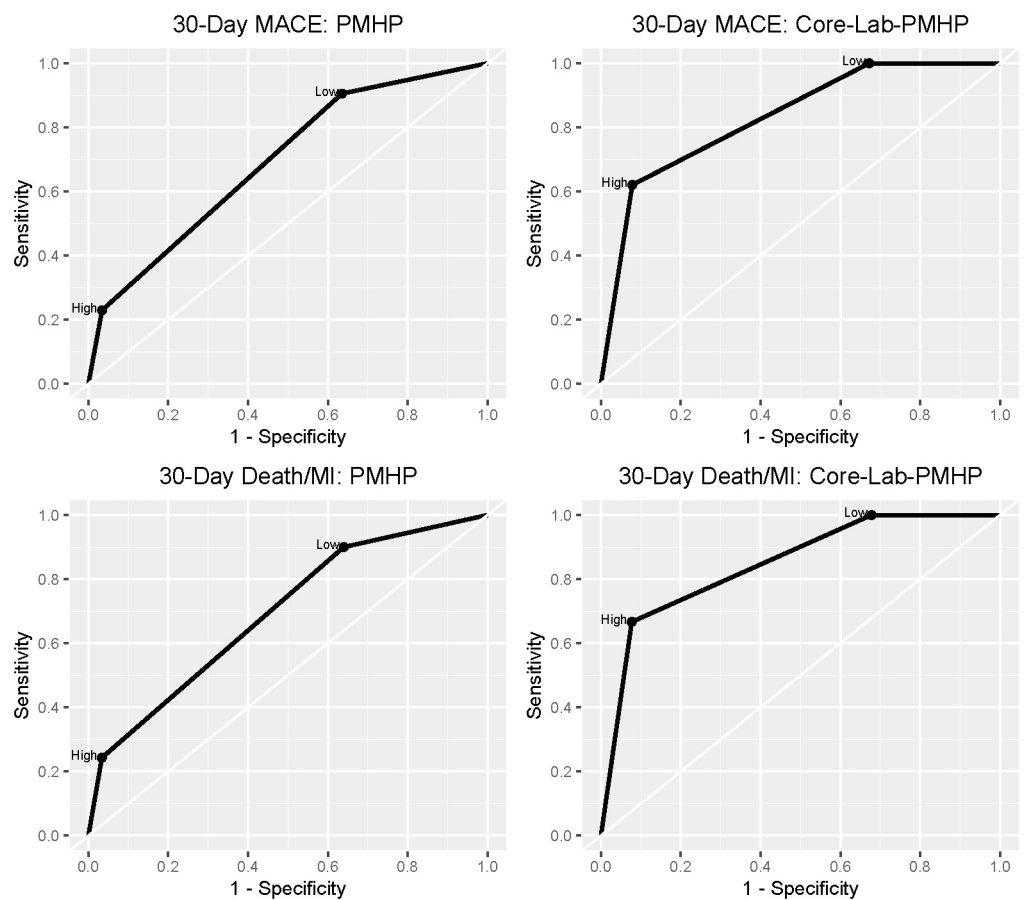 30-Day MACE: PMHP
1.0
0.8
0.6
0.4
0.2
0.0
Sensitivity
Low
High
0.0 0.2 0.4 0.6 0.8 1.0
1 - Specificity
30-Day MACE: Core-Lab-PMHP
1.0
0.8
0.6
0.4
0.2
0.0
Sensitivity
Low
High
0.0 0.2 0.4 0.6 0.8 1.0
1 - Specificity
30-Day Death/MI: PMHP
1.0
0.8
0.6
0.4
0.2
0.0
Sensitivity
Low
High
0.0 0.2 0.4 0.6 0.8 1.0
1 - Specificity
30-Day Death/MI: Core-Lab-PMHP
1.0
0.8
0.6
0.4
0.2
0.0
Sensitivity
Low
High
0.0 0.2 0.4 0.6 0.8 1.0
1 - Specificity